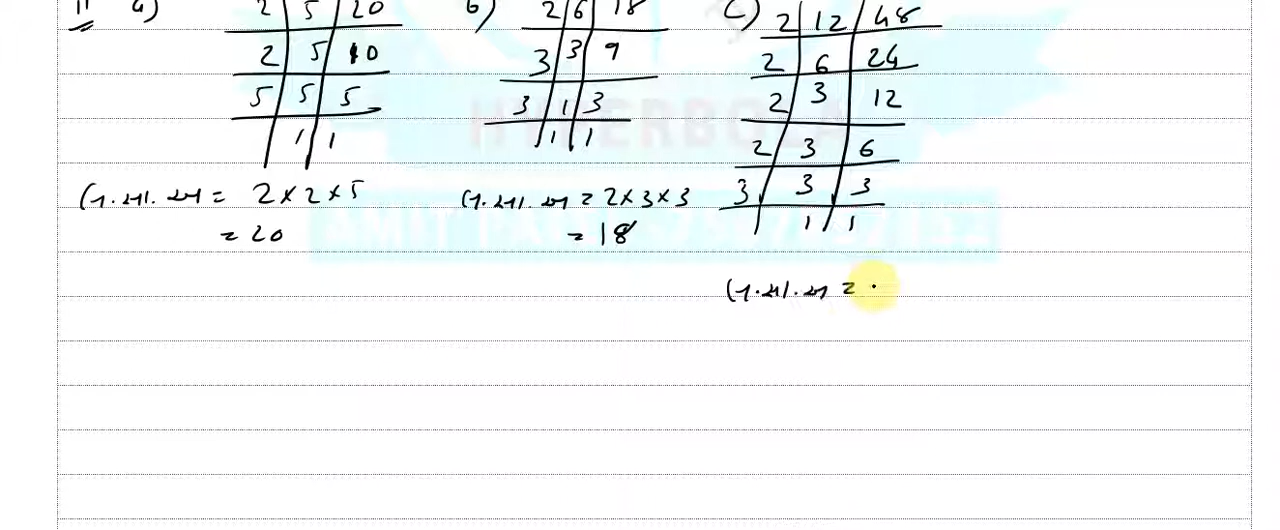 11 a) 2 5 20
2 5 10
5 5 5
1 1
લ.સા.અ = 2 × 2 × 5
= 20
b) 2 6 18
3 3 9
3 1 3
1 1
લ.સા.અ = 2 × 3 × 3
= 18
c) 2 12 48
2 6 24
2 3 12
2 3 6
3 3 3
1 1
લ.સા.અ =
HYPERBOLA